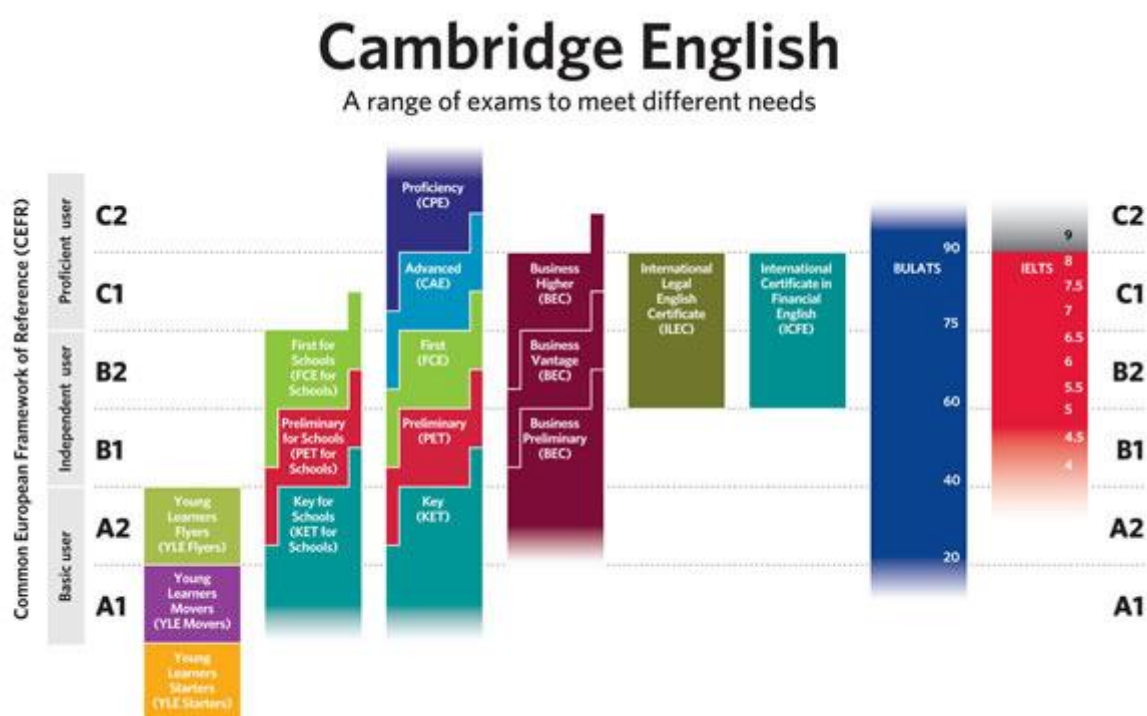 Cambridge English
A range of exams to meet different needs
Common European Framework of Reference (CEFR)
Proficient user
Independent user
Basic user
C2
C1
B2
B1
A2
A1
Young
Learners
Flyers
(YLE Flyers)
Young
Learners
Movers
(YLE Movers)
Young
Learners
Starters
(YLE Starters)
First for
Schools
(FCE for
Schools)
Preliminary
for Schools
(PET for
Schools)
Key for
Schools
(KET for
Schools)
Proficiency
(CPE)
Advanced
(CAE)
First
(FCE)
Preliminary
(PET)
Key
(KET)
Business
Higher
(BEC)
Business
Vantage
(BEC)
Business
Preliminary
(BEC)
International
Legal
English
Certificate
(ILEC)
International
Certificate in
Financial
English
(ICFE)
BULATS
90
75
60
40
20
IELTS
9
8
7.5
7
6.5
6
5.5
5
4.5
4
C2
C1
B2
B1
A2
A1